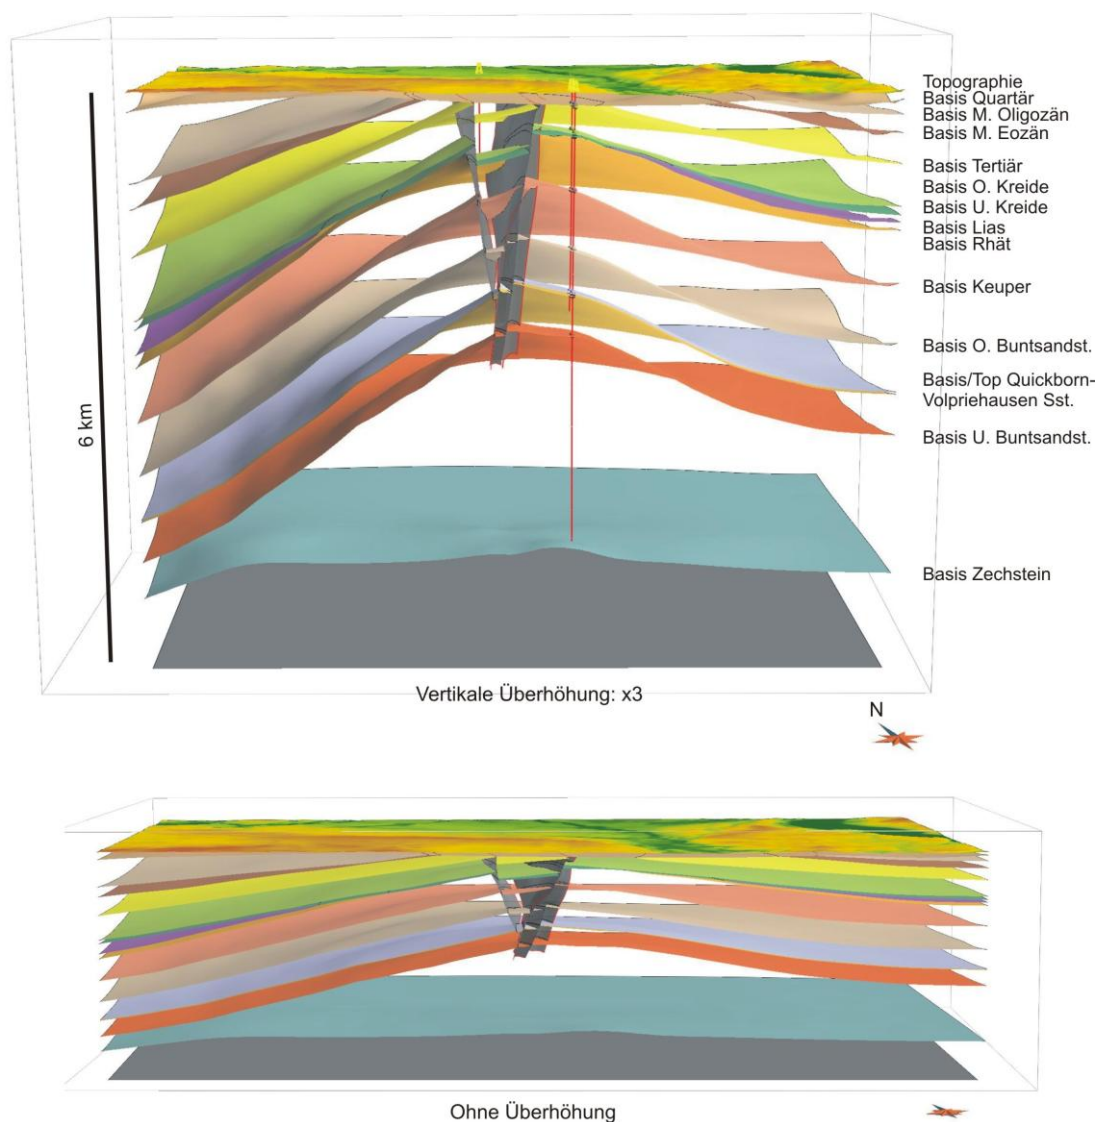 Topographie
Basis Quartär
Basis M. Oligozän
Basis M. Eozän
Basis Tertiär
Basis O. Kreide
Basis U. Kreide
Basis Lias
Basis Rhät
Basis Keuper
Basis O. Buntsandst.
Basis/Top Quickborn-
Volpriehausen Sst.
Basis U. Buntsandst.
6 km
Basis Zechstein
Vertikale Überhöhung: x3
N
Ohne Überhöhung